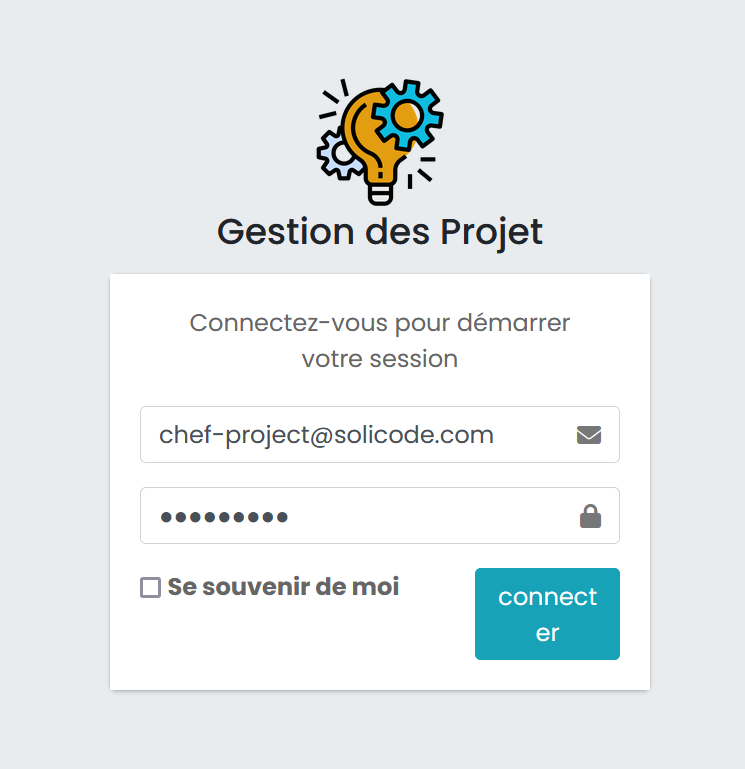 Gestion des Projet
Connectez-vous pour démarrer
votre session
chef-project@solicode.com
●●●●●●●●●
Se souvenir de moi
connect
er